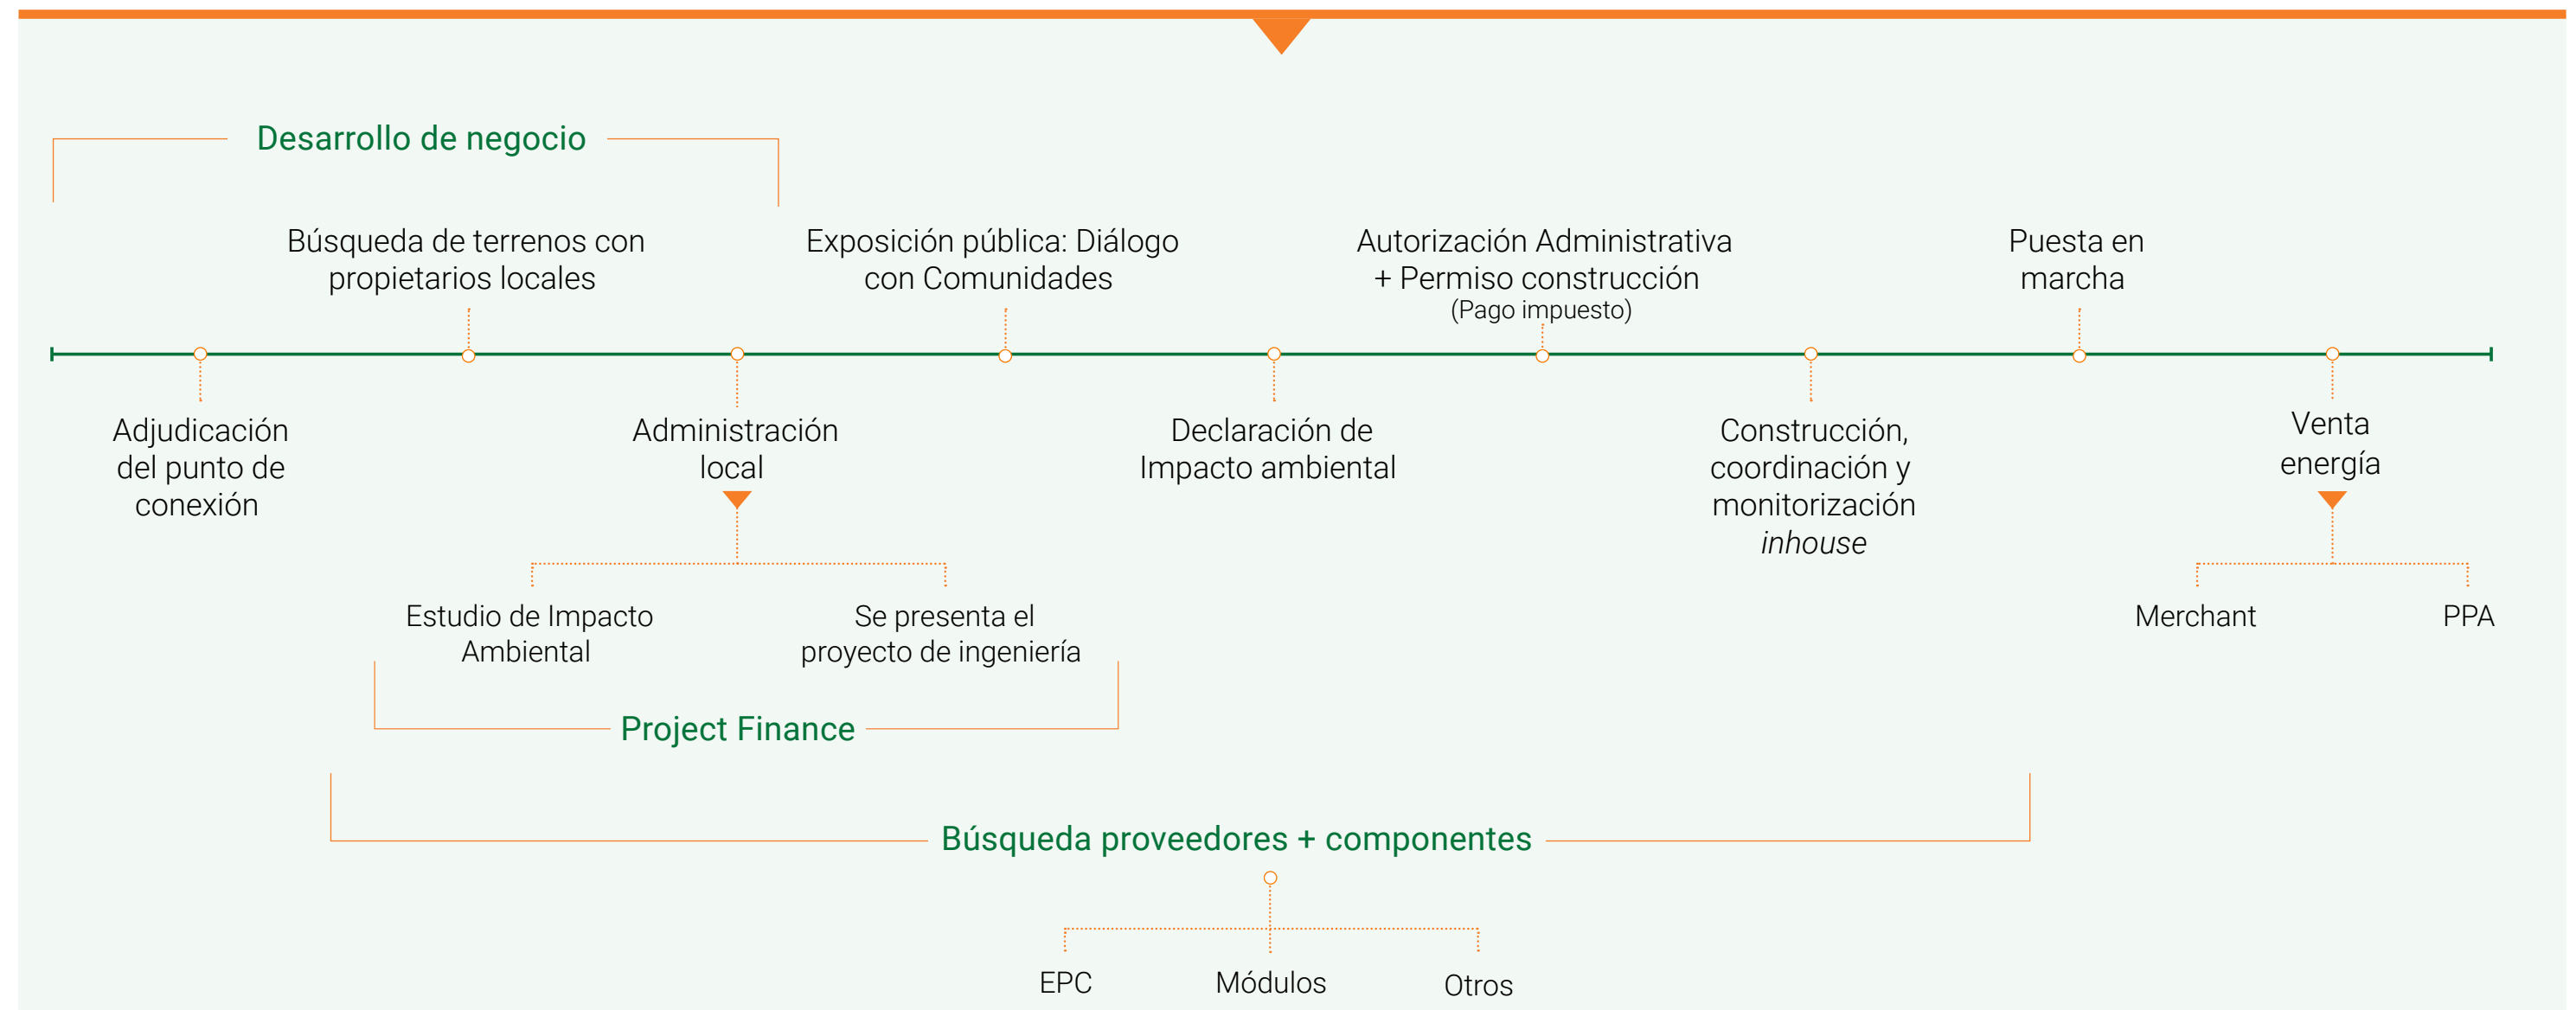 Desarrollo de negocio
Búsqueda de terrenos con
propietarios locales
Exposición pública: Diálogo
con Comunidades
Autorización Administrativa
+ Permiso construcción
(Pago impuesto)
Puesta en
marcha
Adjudicación
del punto de
conexión
Administración
local
Declaración de
Impacto ambiental
Construcción,
coordinación y
monitorización
inhouse
Venta
energía
Estudio de Impacto
Ambiental
Se presenta el
proyecto de ingeniería
Merchant
PPA
Project Finance
Búsqueda proveedores + componentes
EPC
Módulos
Otros